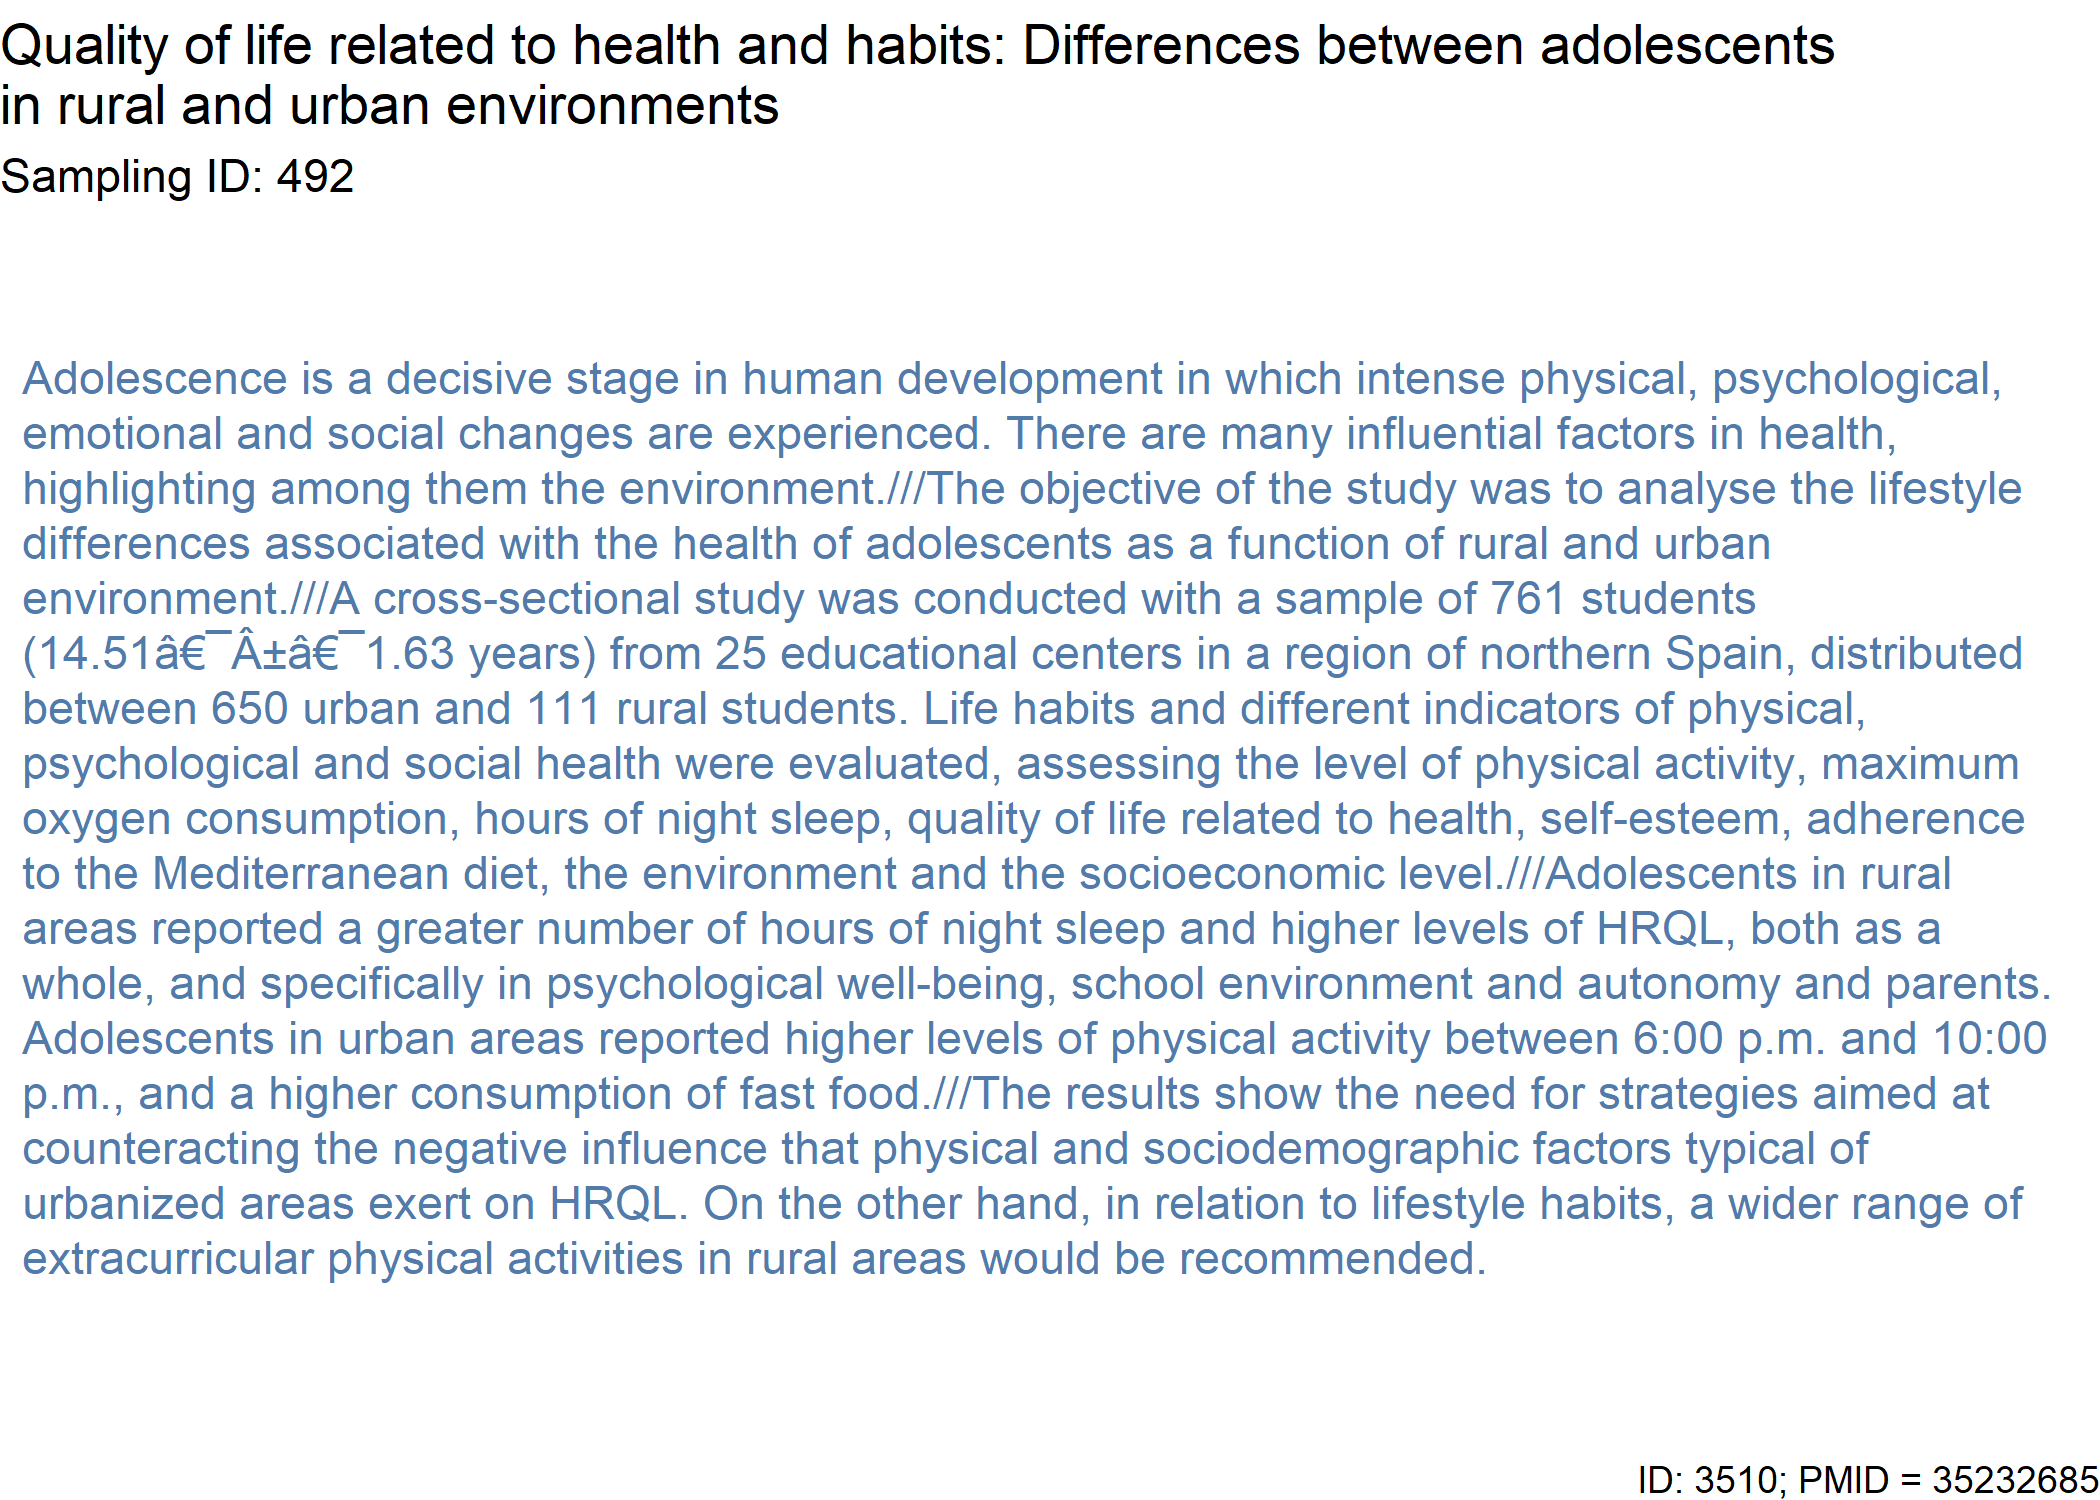 Quality of life related to health and habits: Differences between adolescents
in rural and urban environments
Sampling ID: 492
Adolescence is a decisive stage in human development in which intense physical, psychological,
emotional and social changes are experienced. There are many influential factors in health,
highlighting among them the environment.///The objective of the study was to analyse the lifestyle
differences associated with the health of adolescents as a function of rural and urban
environment.///A cross-sectional study was conducted with a sample of 761 students
(14.51â€¯Â±â€¯1.63 years) from 25 educational centers in a region of northern Spain, distributed
between 650 urban and 111 rural students. Life habits and different indicators of physical,
psychological and social health were evaluated, assessing the level of physical activity, maximum
oxygen consumption, hours of night sleep, quality of life related to health, self-esteem, adherence
to the Mediterranean diet, the environment and the socioeconomic level.///Adolescents in rural
areas reported a greater number of hours of night sleep and higher levels of HRQL, both as a
whole, and specifically in psychological well-being, school environment and autonomy and parents.
Adolescents in urban areas reported higher levels of physical activity between 6:00 p.m. and 10:00
p.m., and a higher consumption of fast food.///The results show the need for strategies aimed at
counteracting the negative influence that physical and sociodemographic factors typical of
urbanized areas exert on HRQL. On the other hand, in relation to lifestyle habits, a wider range of
extracurricular physical activities in rural areas would be recommended.
ID: 3510; PMID = 35232685